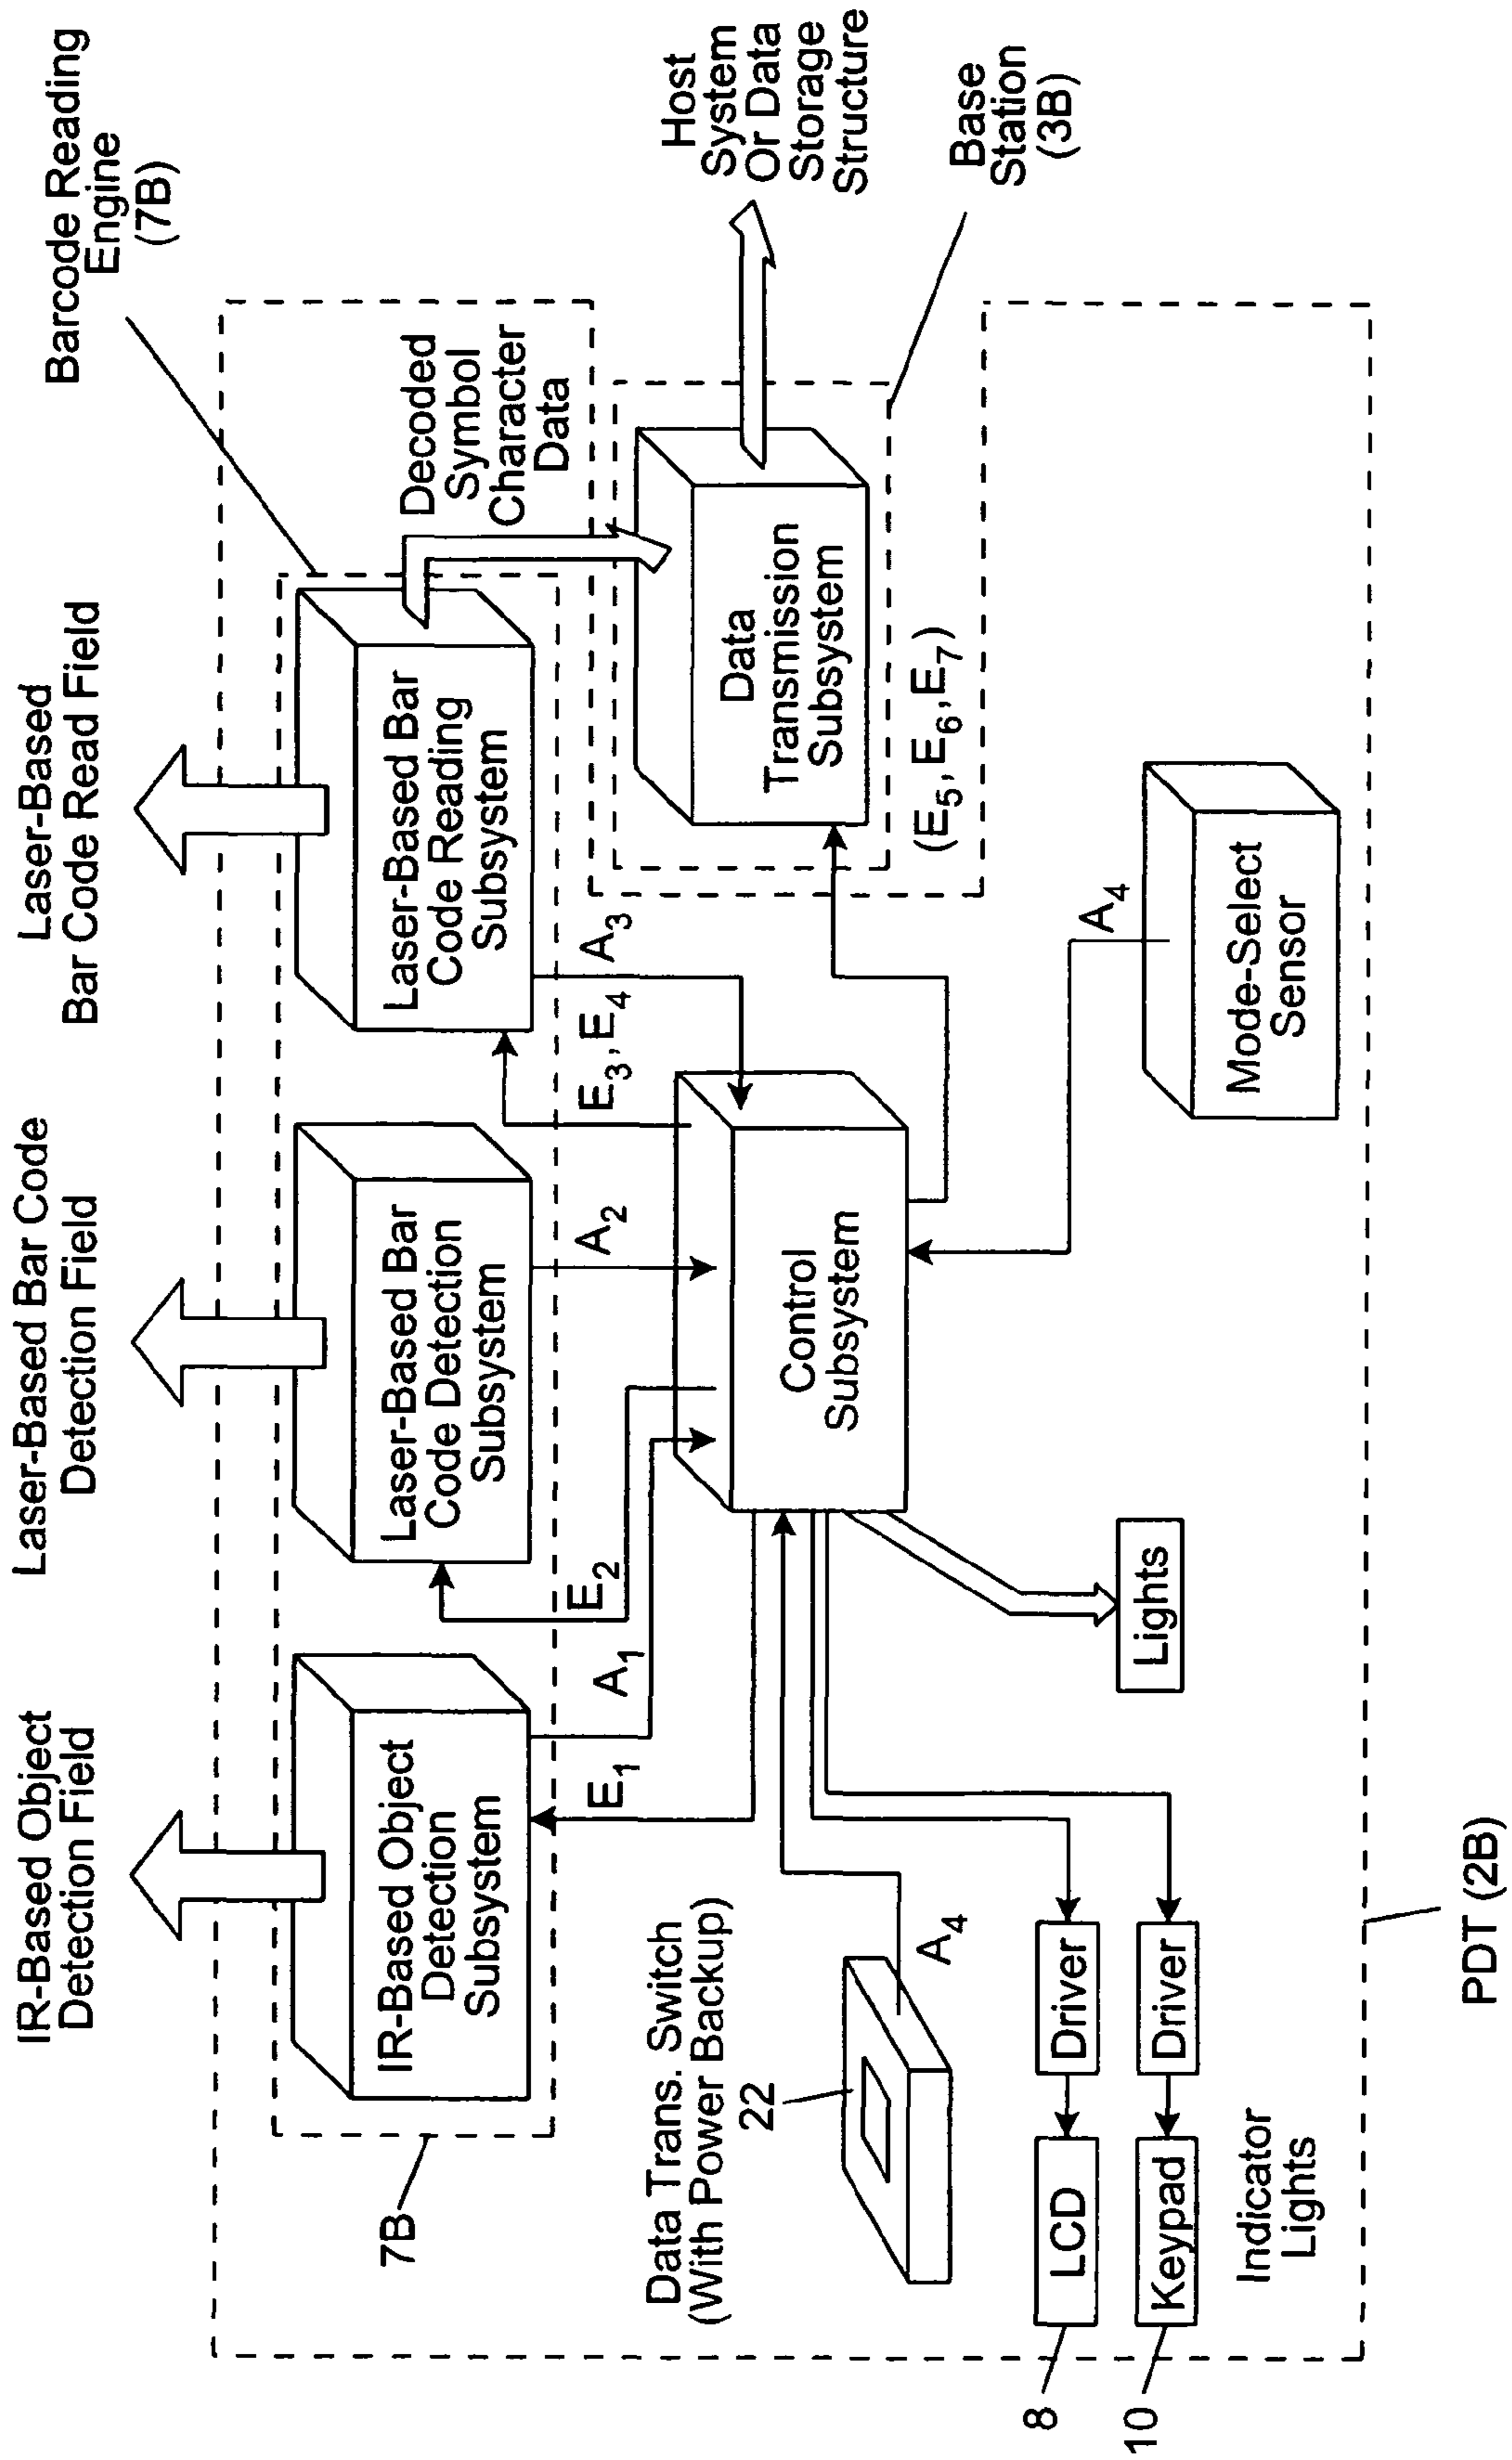 IR-Based Object
Detection Field
Laser-Based Bar Code
Detection Field
Laser-Based
Bar Code Read Field
Barcode Reading
Engine
(7B)
7B
IR-Based Object
Detection
Subsystem
Laser-Based Bar
Code Detection
Subsystem
Laser-Based Bar
Code Reading
Subsystem
Decoded
Symbol
Character
Data
E1
A1
E2
A2
E3, E4
A3
Host
System
Or Data
Storage
Structure
Data
Transmission
Subsystem
Base
Station
(3B)
(E5, E6, E7)
Control
Subsystem
Data Trans. Switch
(With Power Backup)
22
A4
A4
Mode-Select
Sensor
Lights
8
LCD
Driver
10
Keypad
Driver
Indicator
Lights
PDT (2B)